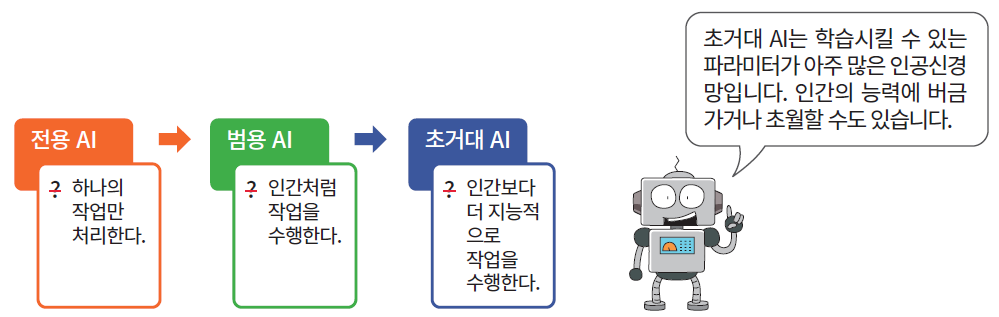 전용 AI
? 하나의
작업만
처리한다.
범용 AI
? 인간처럼
작업을
수행한다.
초거대 AI
? 인간보다
더 지능적
으로
작업을
수행한다.
초거대 AI는 학습시킬 수 있는
파라미터가 아주 많은 인공신경
망입니다. 인간의 능력에 버금
가거나 초월할 수도 있습니다.